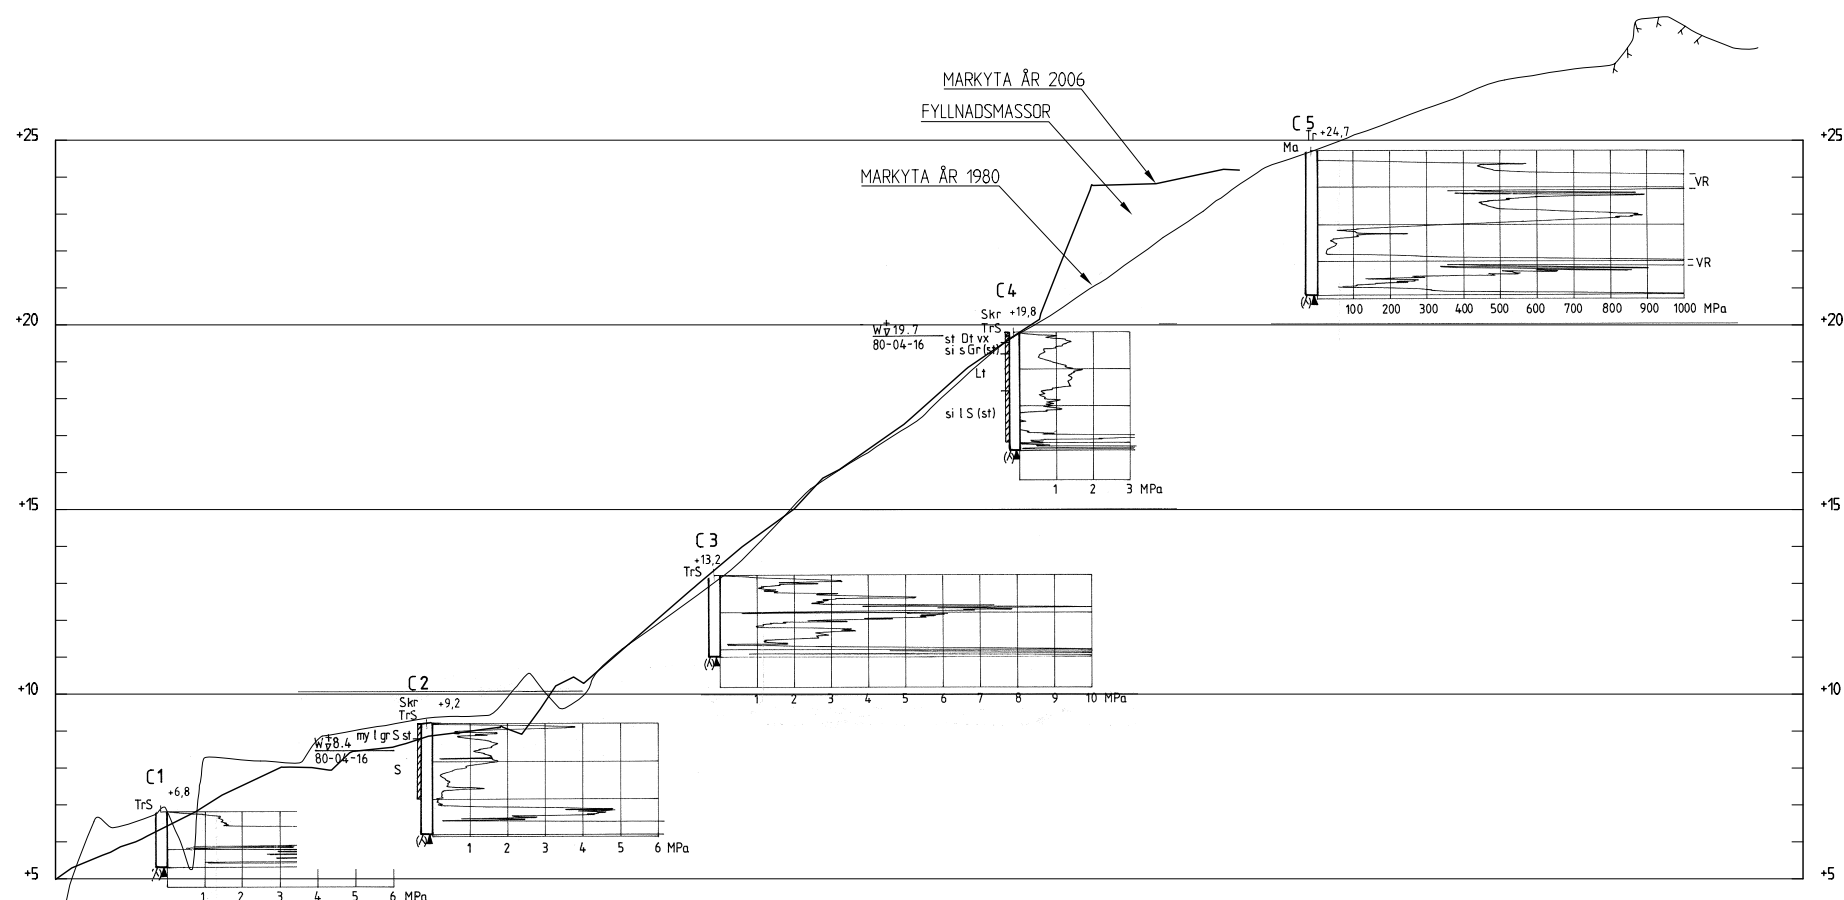 MARKYTA ÅR 2006
FYLLNADSMASSOR
MARKYTA ÅR 1980
+25
+25
C5
Tr +24,7
Ma
VR
VR
100 200 300 400 500 600 700 800 900 1000 MPa
+20
+20
C4
Skr +19,8
TrS
W 19.7
80-04-16
st Dt vx
si s Gr (st)
Lt
si l S (st)
1 2 3 MPa
+15
+15
C3
+13,2
TrS
1 2 3 4 5 6 7 8 9 10 MPa
+10
+10
C2
Skr +9,2
TrS
my l gr S st
W 8.4
80-04-16
S
1 2 3 4 5 6 MPa
C1
+6,8
TrS
+5
+5
1 2 3 4 5 6 MPa